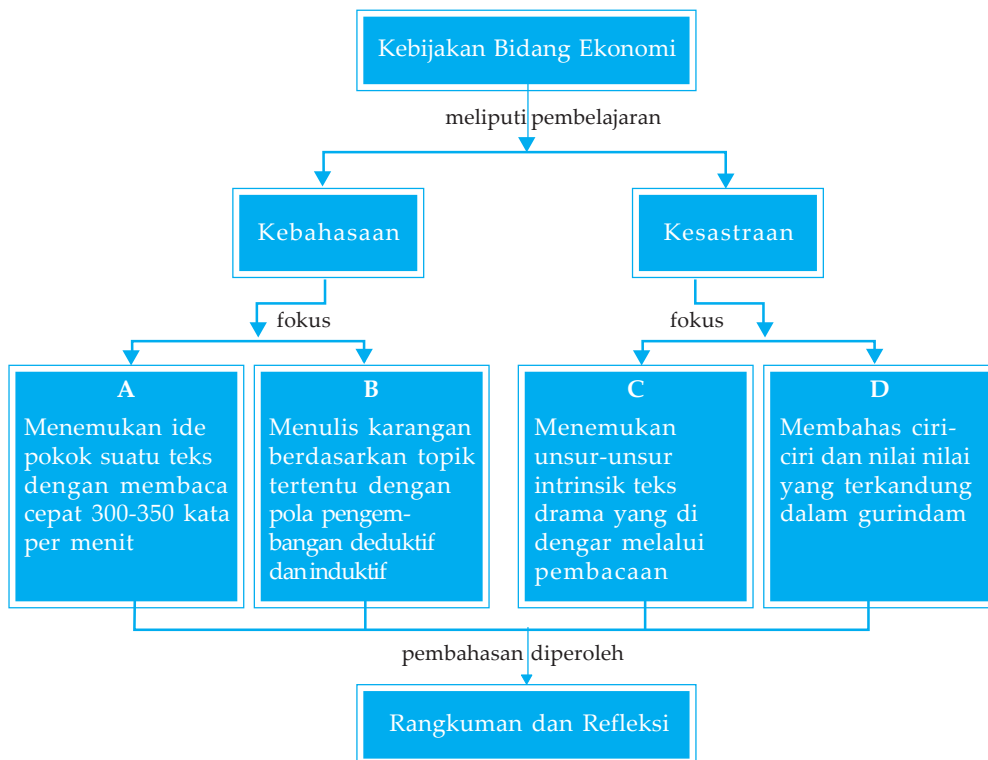 Kebijakan Bidang Ekonomi
meliputi pembelajaran
Kebahasaan
Kesastraan
fokus
fokus
A
Menemukan ide
pokok suatu teks
dengan membaca
cepat 300-350 kata
per menit
B
Menulis karangan
berdasarkan topik
tertentu dengan
pola pengem-
bangan deduktif
daninduktif
C
Menemukan
unsur-unsur
intrinsik teks
drama yang di
dengar melalui
pembacaan
D
Membahas ciri-
ciri dan nilai nilai
yang terkandung
dalam gurindam
pembahasan diperoleh
Rangkuman dan Refleksi